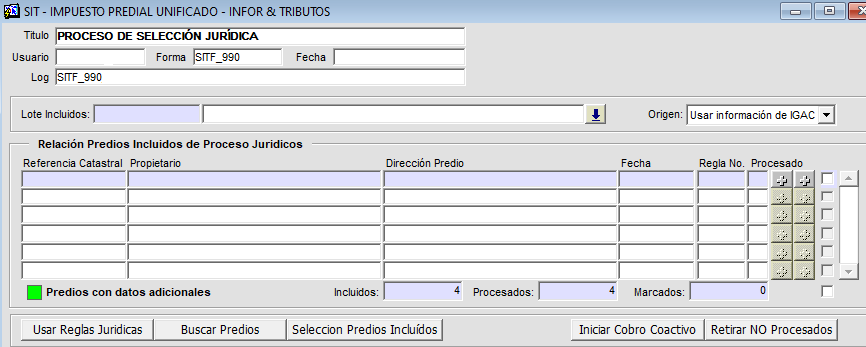 SIT - IMPUESTO PREDIAL UNIFICADO - INFOR & TRIBUTOS
Titulo PROCESO DE SELECCIÓN JURÍDICA
Usuario Forma SITF_990 Fecha
Log SITF_990
Lote Incluidos: Origen: Usar información de IGAC
Relación Predios Incluidos de Proceso Juridicos
Referencia Catastral Propietario Dirección Predio Fecha Regla No. Procesado
Predios con datos adicionales Incluidos: 4 Procesados: 4 Marcados: 0
Usar Reglas Juridicas Buscar Predios Seleccion Predios Incluídos Iniciar Cobro Coactivo Retirar NO Procesados